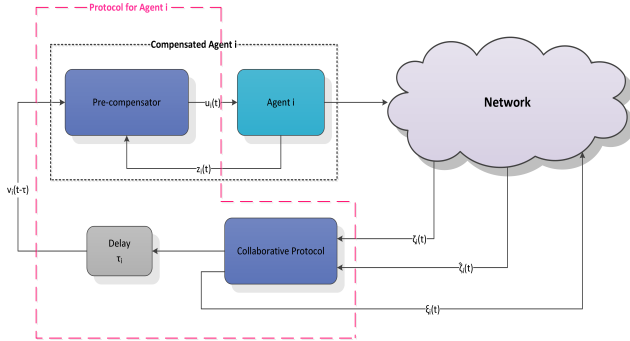 Protocol for Agent i
Compensated Agent i
Pre-compensator
uᵢ(t)
Agent i
Network
zᵢ(t)
vᵢ(t-τ)
ζᵢ(t)
Delay
τᵢ
Collaborative Protocol
ζ̂ᵢ(t)
ξᵢ(t)